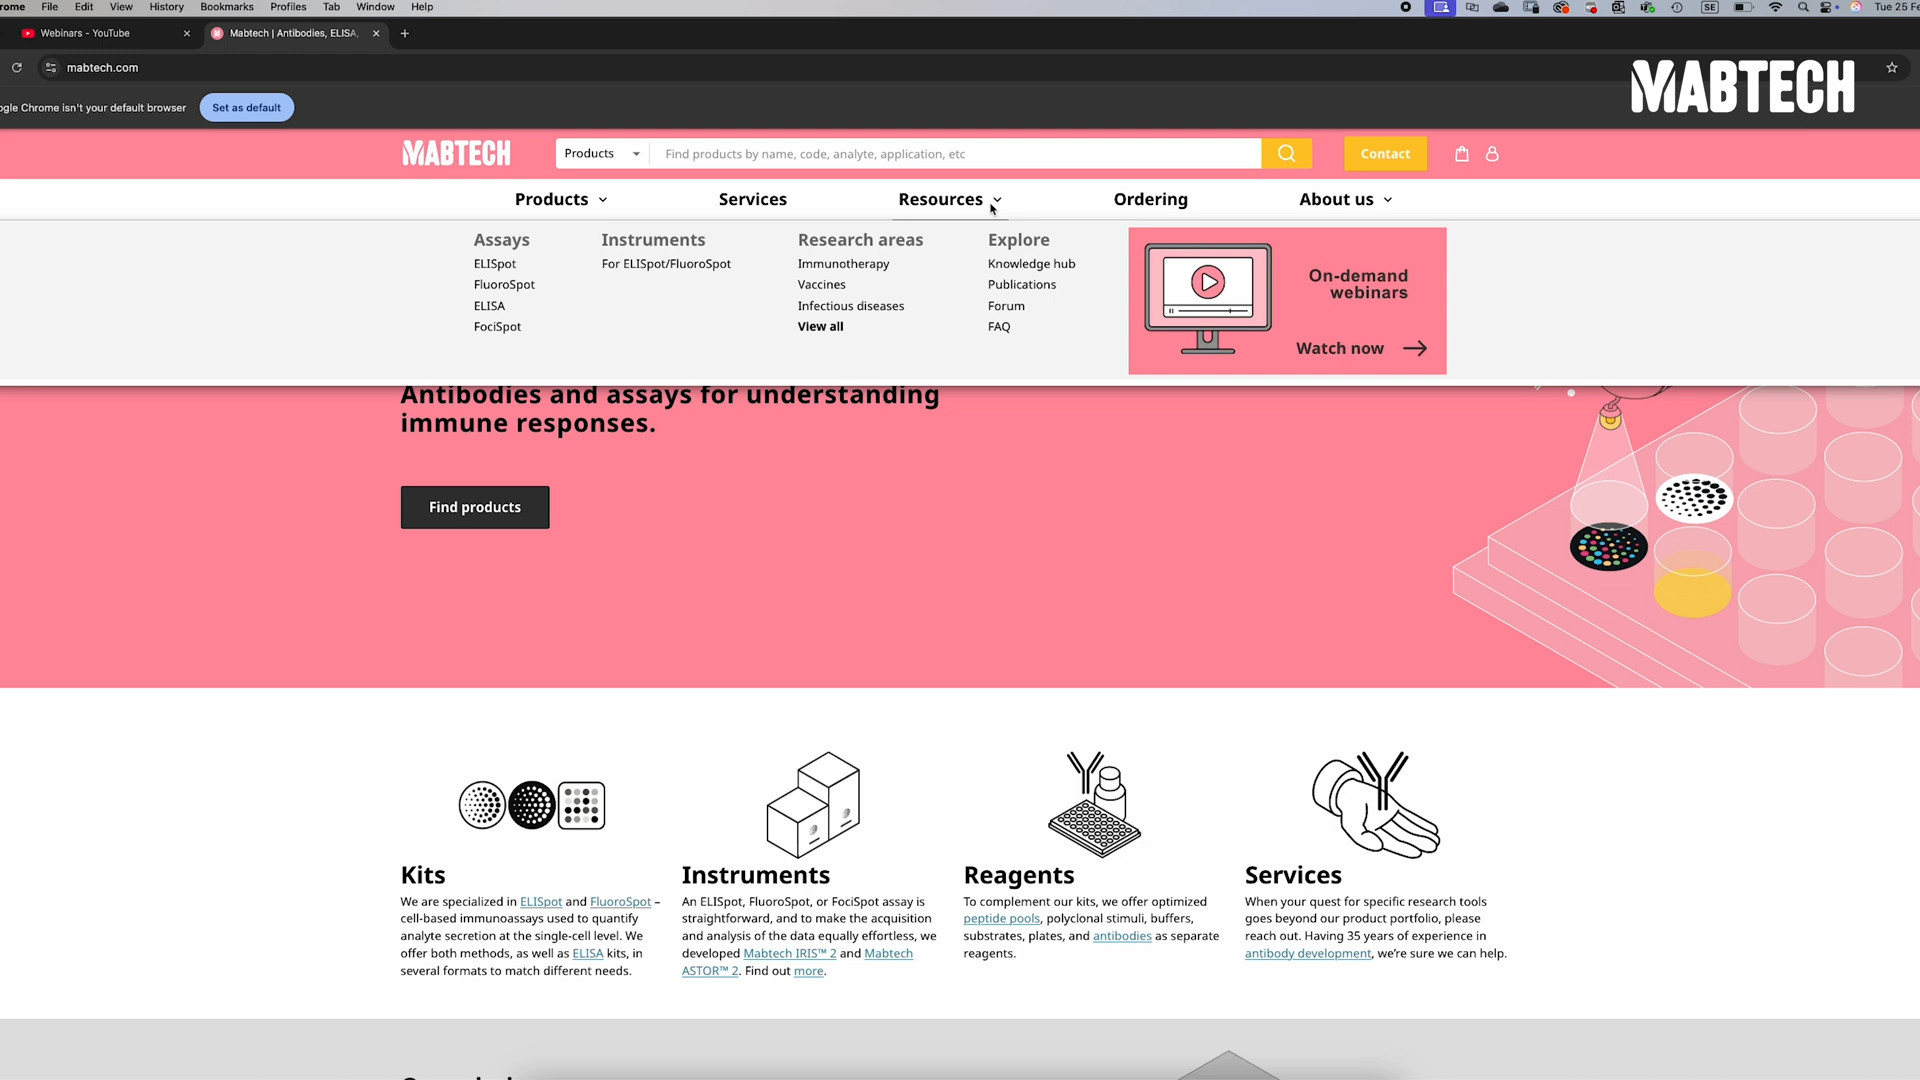 File Edit View History Bookmarks Profiles Tab Window Help SE
Webinars - YouTube
Mabtech | Antibodies, ELISA,
mabtech.com
MABTECH
Chrome isn't your default browser
Set as default
MABTECH
Products
Find products by name, code, analyte, application, etc
Contact
Products Services Resources Ordering About us
Assays
ELISpot
FluoroSpot
ELISA
FociSpot
Instruments
For ELISpot/FluoroSpot
Research areas
Immunotherapy
Vaccines
Infectious diseases
View all
Explore
Knowledge hub
Publications
Forum
FAQ
On-demand
webinars
Watch now
Antibodies and assays for understanding
immune responses.
Find products
Kits
We are specialized in ELISpot and FluoroSpot –
cell-based immunoassays used to quantify
analyte secretion at the single-cell level. We
offer both methods, as well as ELISA kits, in
several formats to match different needs.
Instruments
An ELISpot, FluoroSpot, or FociSpot assay is
straightforward, and to make the acquisition
and analysis of the data equally effortless, we
developed Mabtech IRIS™ 2 and Mabtech
ASTOR™ 2. Find out more.
Reagents
To complement our kits, we offer optimized
peptide pools, polyclonal stimuli, buffers,
substrates, plates, and antibodies as separate
reagents.
Services
When your quest for specific research tools
goes beyond our product portfolio, please
reach out. Having 35 years of experience in
antibody development, we're sure we can help.